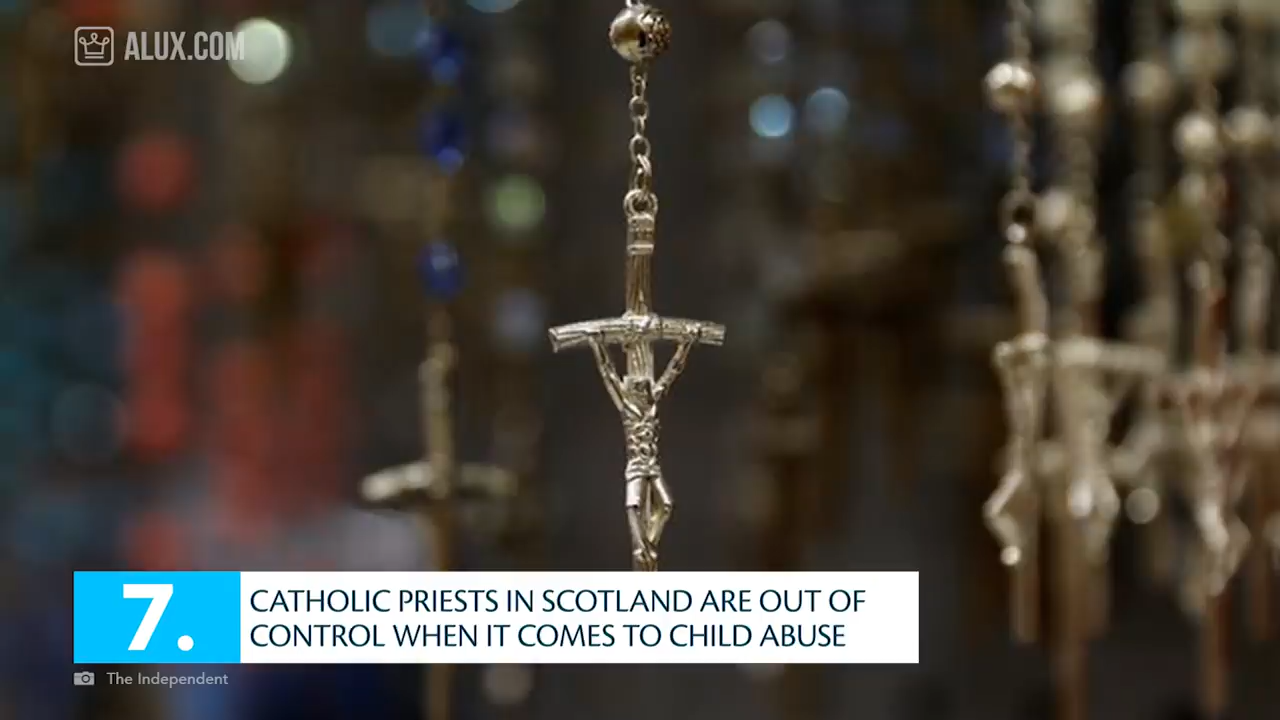 ALUX.COM
7.
CATHOLIC PRIESTS IN SCOTLAND ARE OUT OF
CONTROL WHEN IT COMES TO CHILD ABUSE
The Independent